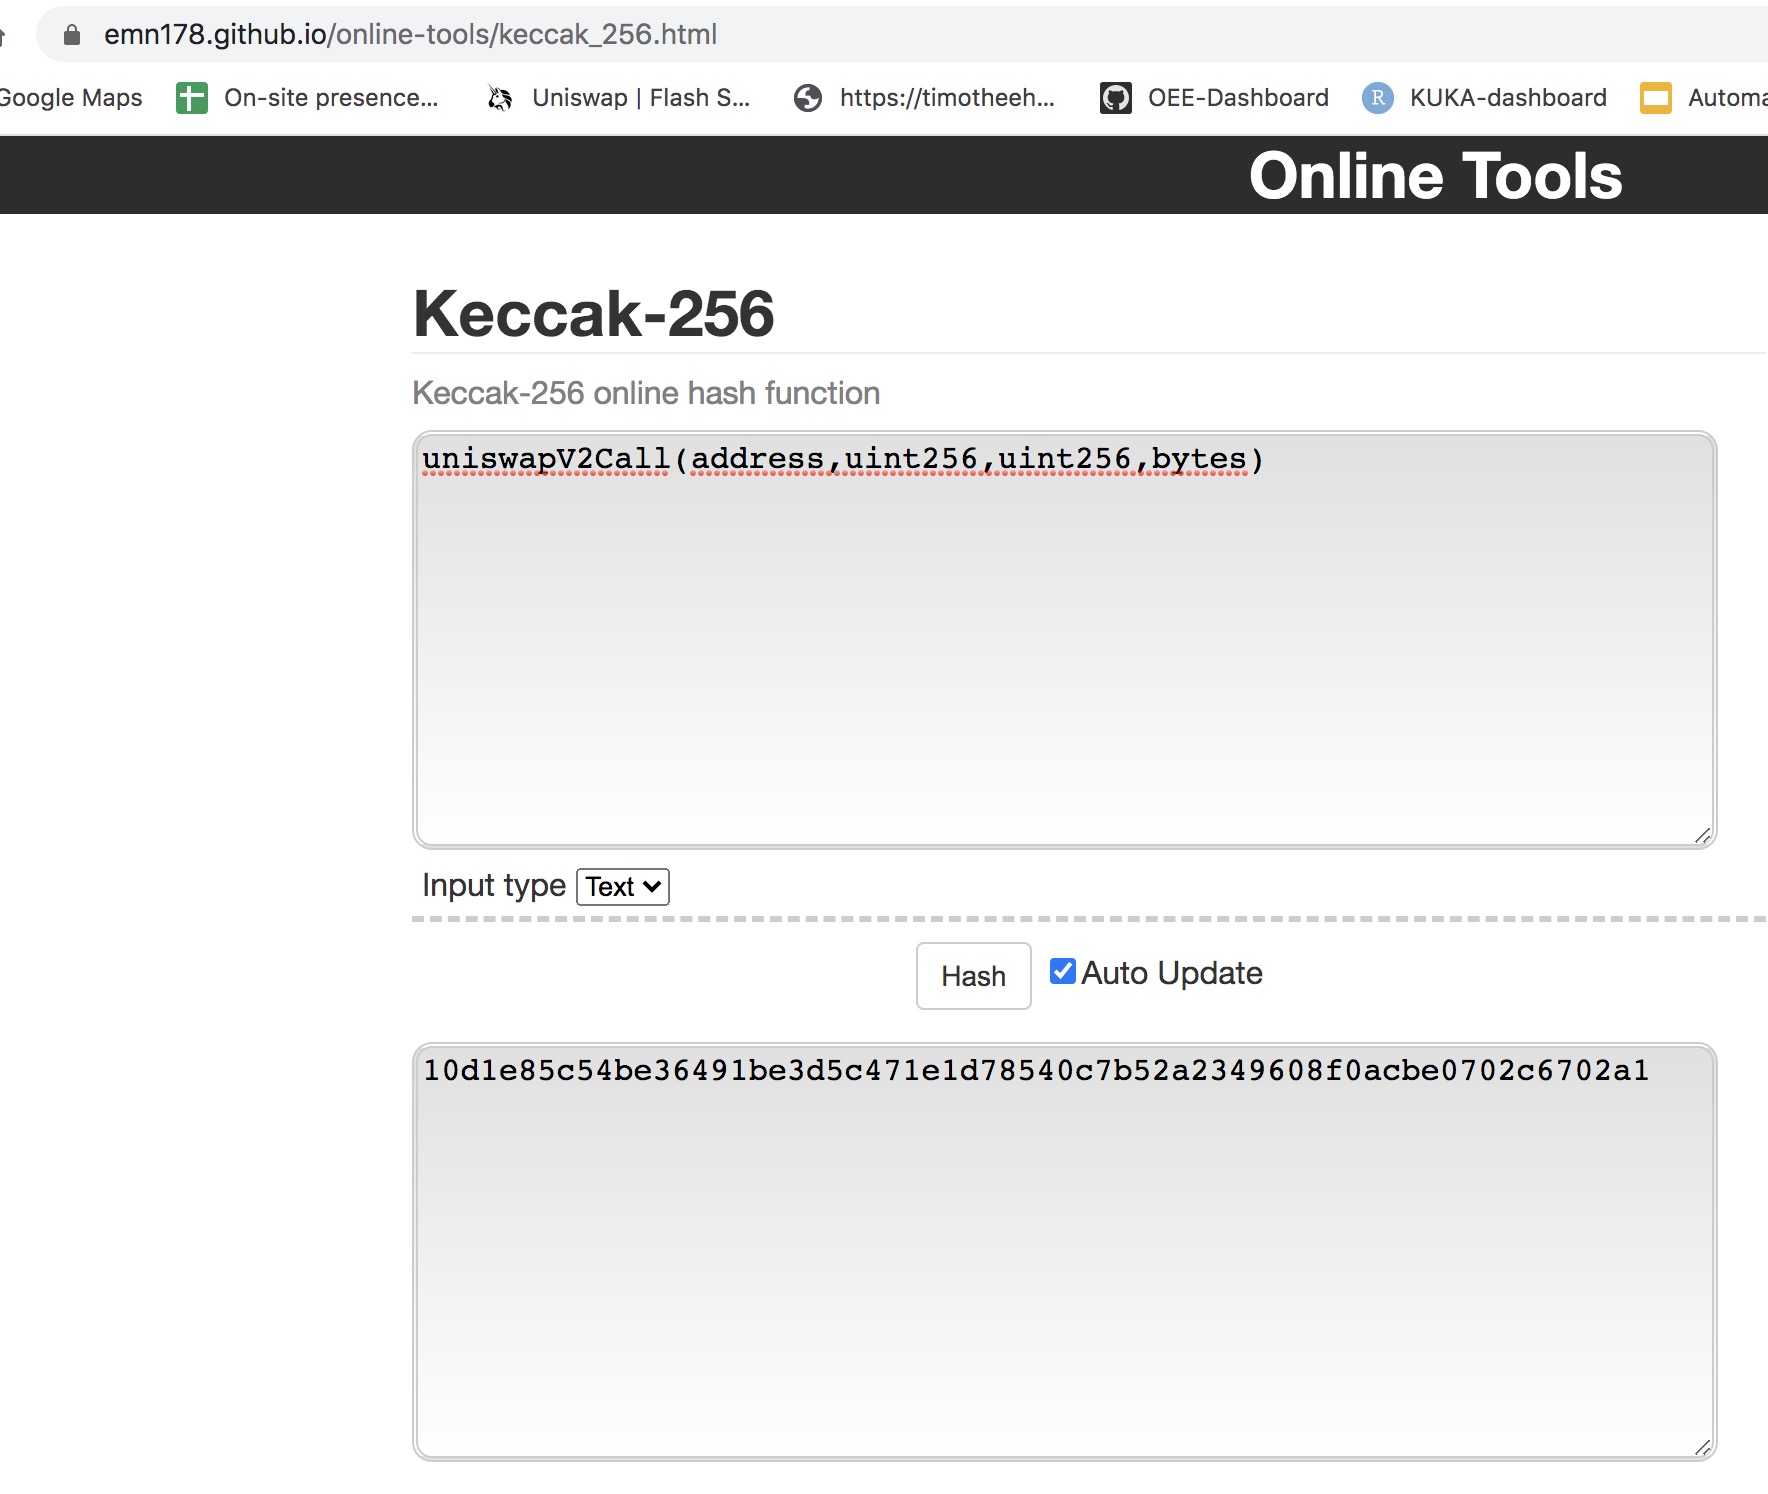 emn178.github.io/online-tools/keccak_256.html
Google Maps On-site presence... Uniswap | Flash S... https://timotheeh... OEE-Dashboard R KUKA-dashboard Automa
Online Tools
Keccak-256
Keccak-256 online hash function
uniswapV2Call(address,uint256,uint256,bytes)
Input type Text
Hash Auto Update
10d1e85c54be36491be3d5c471e1d78540c7b52a2349608f0acbe0702c6702a1